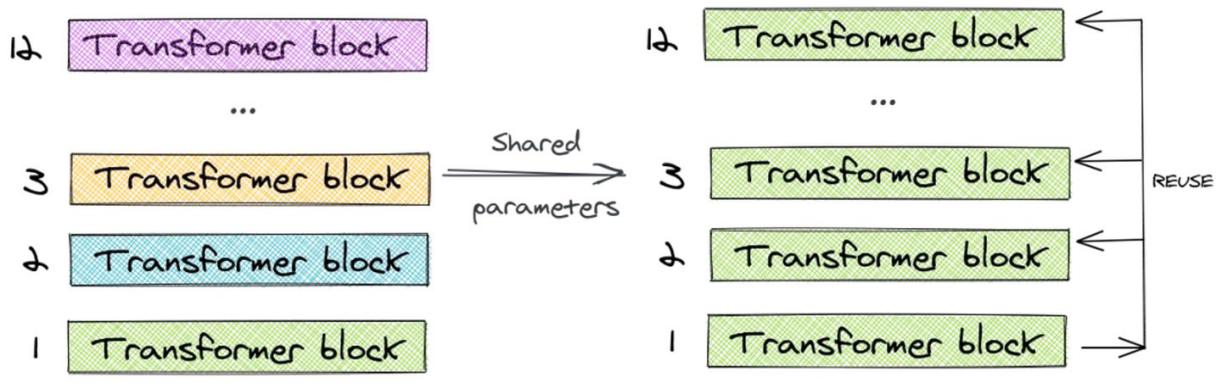 12 Transformer block
...
3 Transformer block
2 Transformer block
1 Transformer block
Shared
parameters
12 Transformer block
...
3 Transformer block
2 Transformer block
1 Transformer block
REUSE